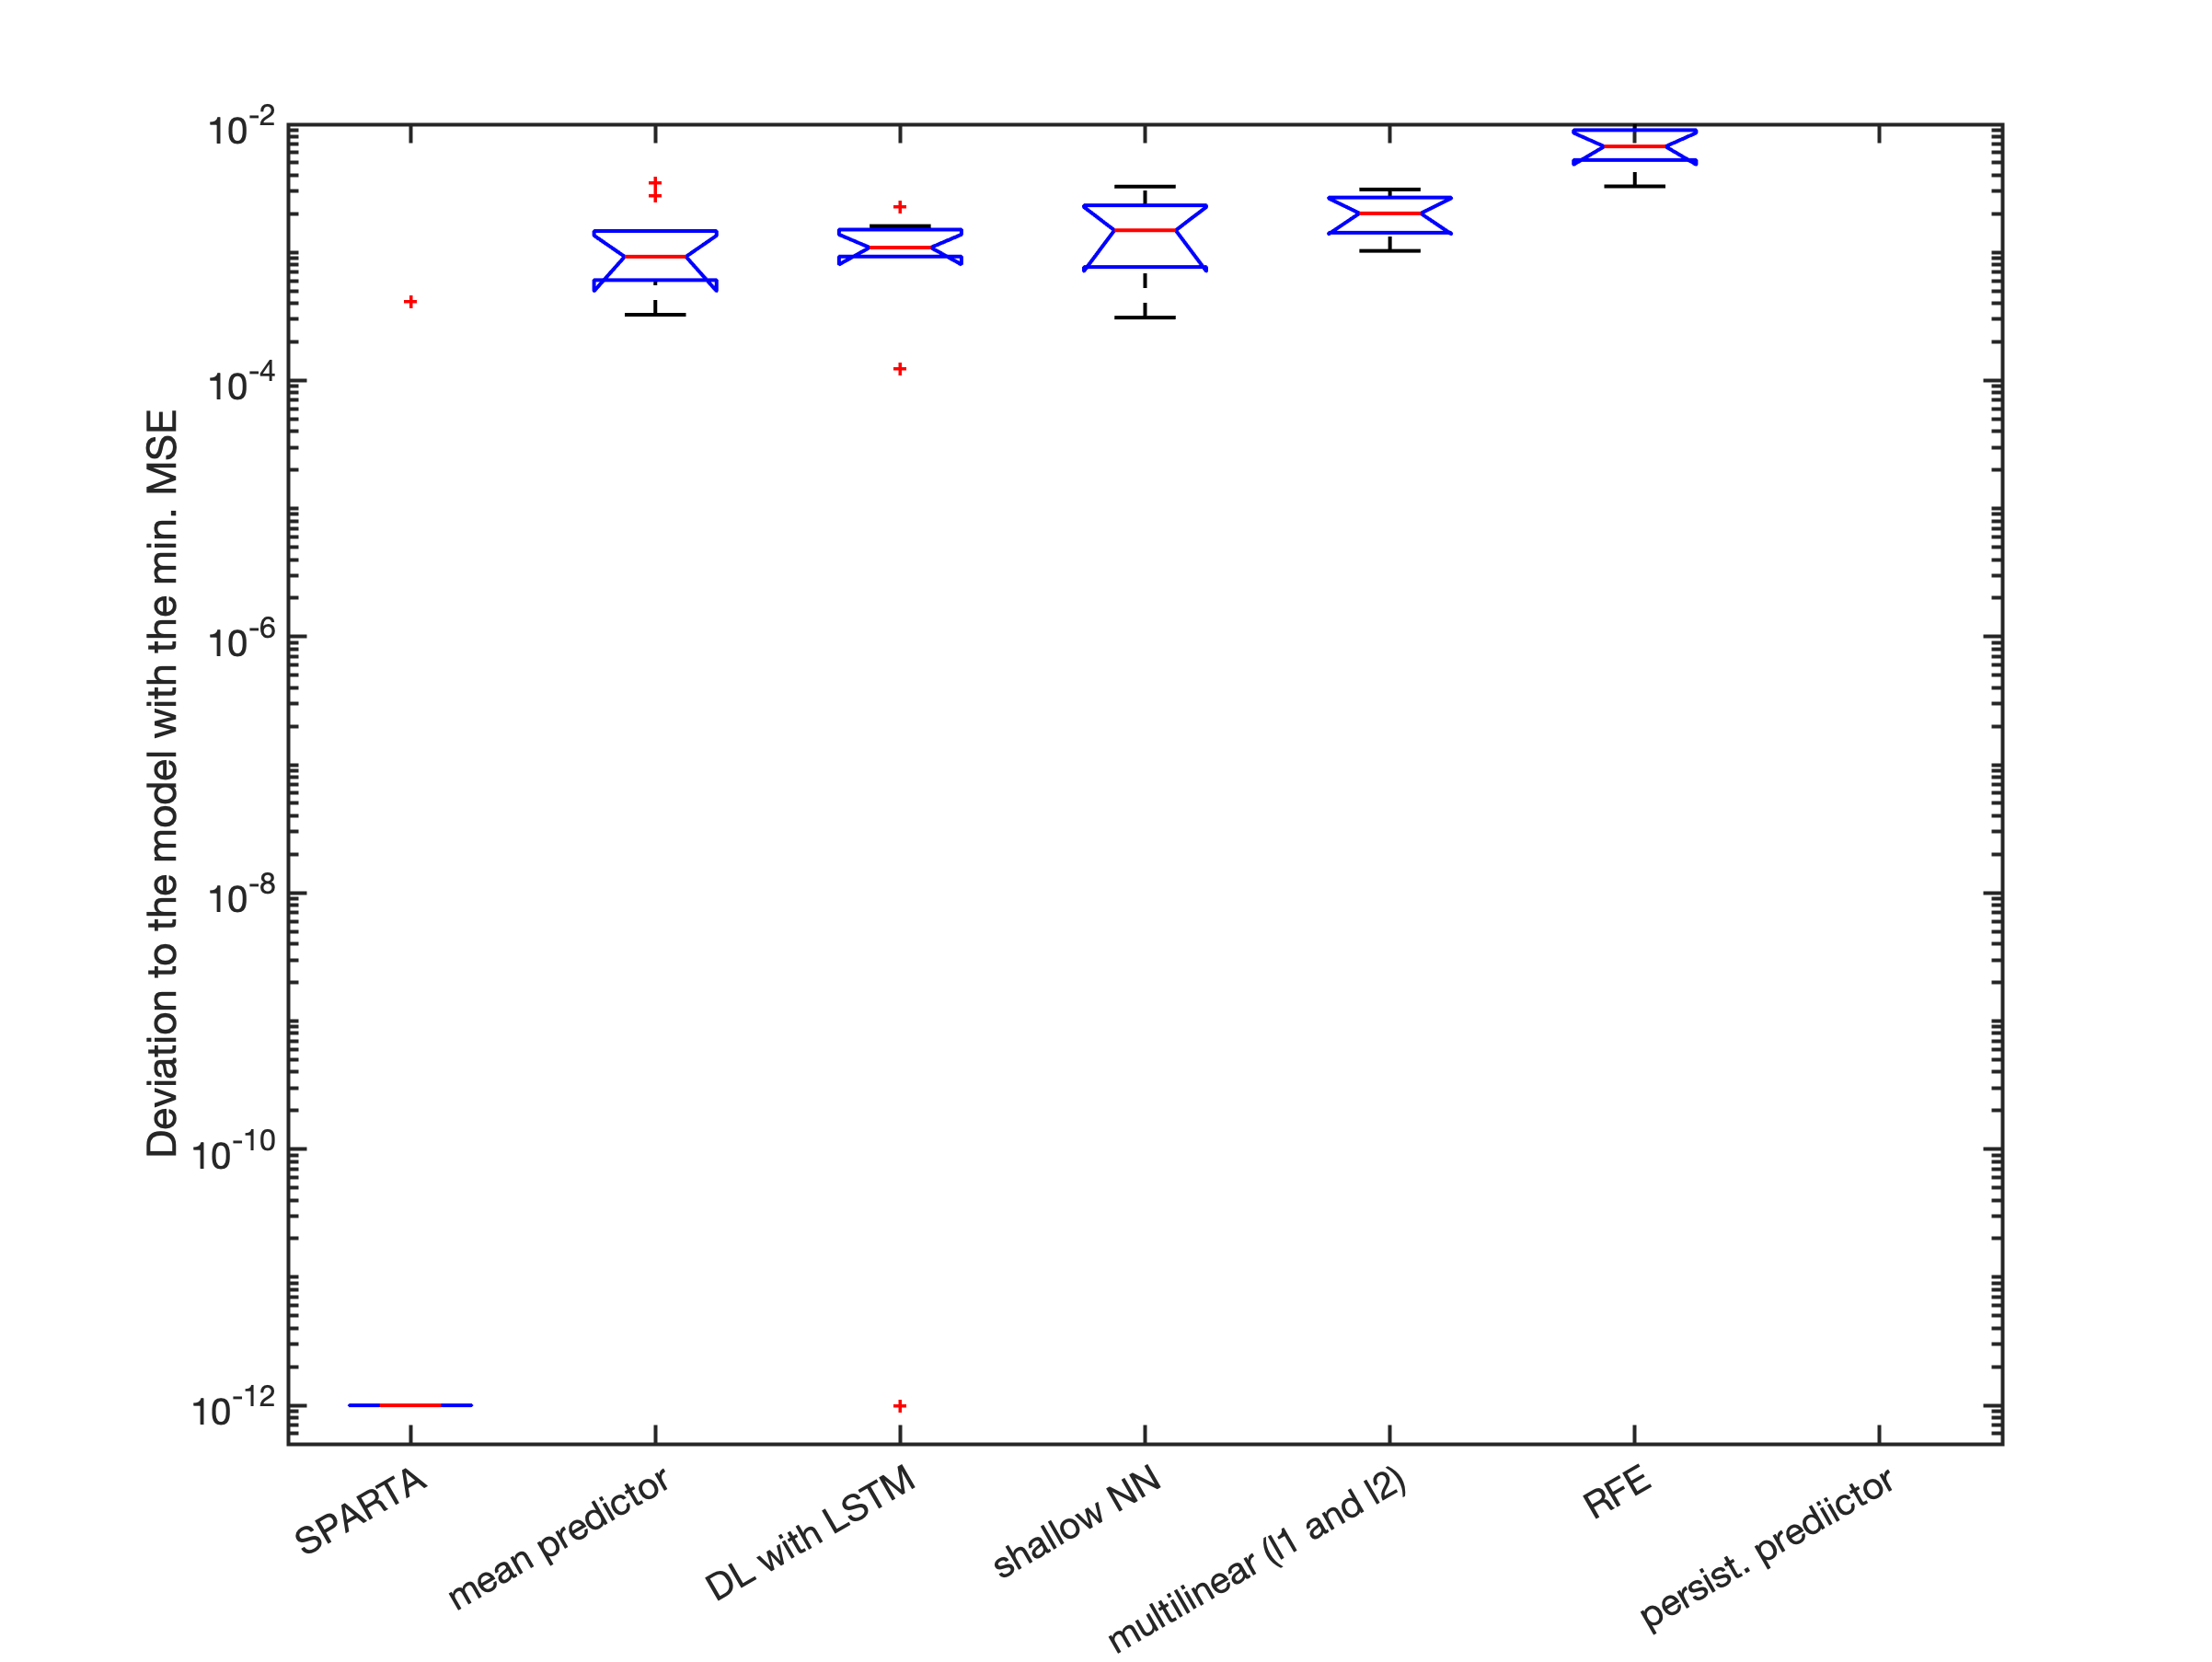 10-2
10-4
10-6
10-8
10-10
10-12
Deviation to the model with the min. MSE
SPARTA
mean predictor
DL with LSTM
shallow NN
multilinear (l1 and l2)
RFE
persist. prediictor